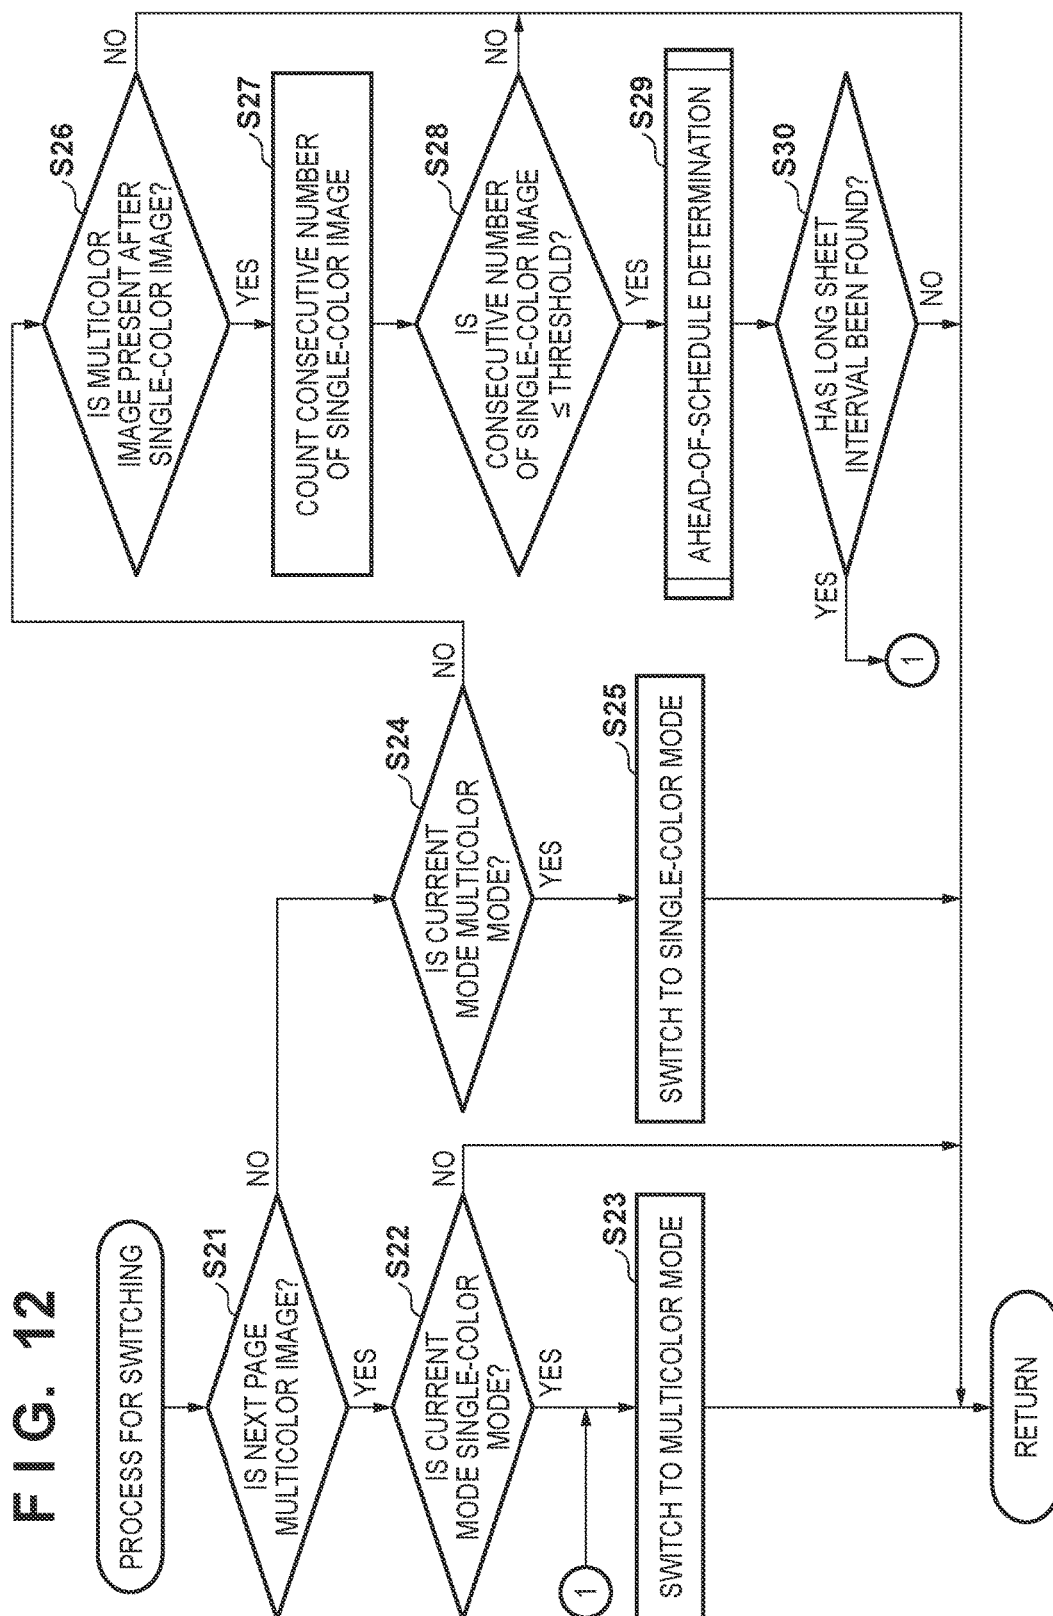 FIG. 12
PROCESS FOR SWITCHING
S21
IS NEXT PAGE
MULTICOLOR IMAGE?
NO
YES
S22
IS CURRENT
MODE SINGLE-COLOR
MODE?
NO
YES
1
S23
SWITCH TO MULTICOLOR MODE
RETURN
S24
IS CURRENT
MODE MULTICOLOR
MODE?
NO
YES
S25
SWITCH TO SINGLE-COLOR MODE
S26
IS MULTICOLOR
IMAGE PRESENT AFTER
SINGLE-COLOR IMAGE?
NO
YES
S27
COUNT CONSECUTIVE NUMBER
OF SINGLE-COLOR IMAGE
S28
IS
CONSECUTIVE NUMBER
OF SINGLE-COLOR IMAGE
≤ THRESHOLD?
NO
YES
S29
AHEAD-OF-SCHEDULE DETERMINATION
S30
HAS LONG SHEET
INTERVAL BEEN FOUND?
YES
NO
1